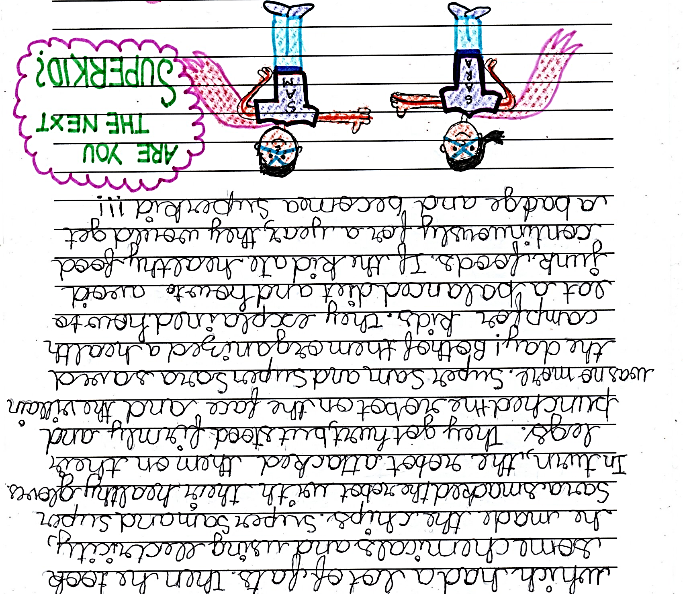 which had a lot of fats. Then he took
some chemicals and using electricity,
he made the chips. Super Sam and Super
Sara smacked the robot with their healthy gloves
In turn, the robot attacked them on their
legs. They got hurt but stood firmly and
punched the robot on the face and the villain
was no more. Super Sam and Super Sara saved
the day! Both of them organized a health
camp for kids. They explained how to
eat a balanced diet and how to avoid
junk foods. If the kid ate healthy food
continuously for a year, they would get
a badge and become a Superkid !!!
ARE YOU
THE NEXT
SUPERKID?
SAM
SARA